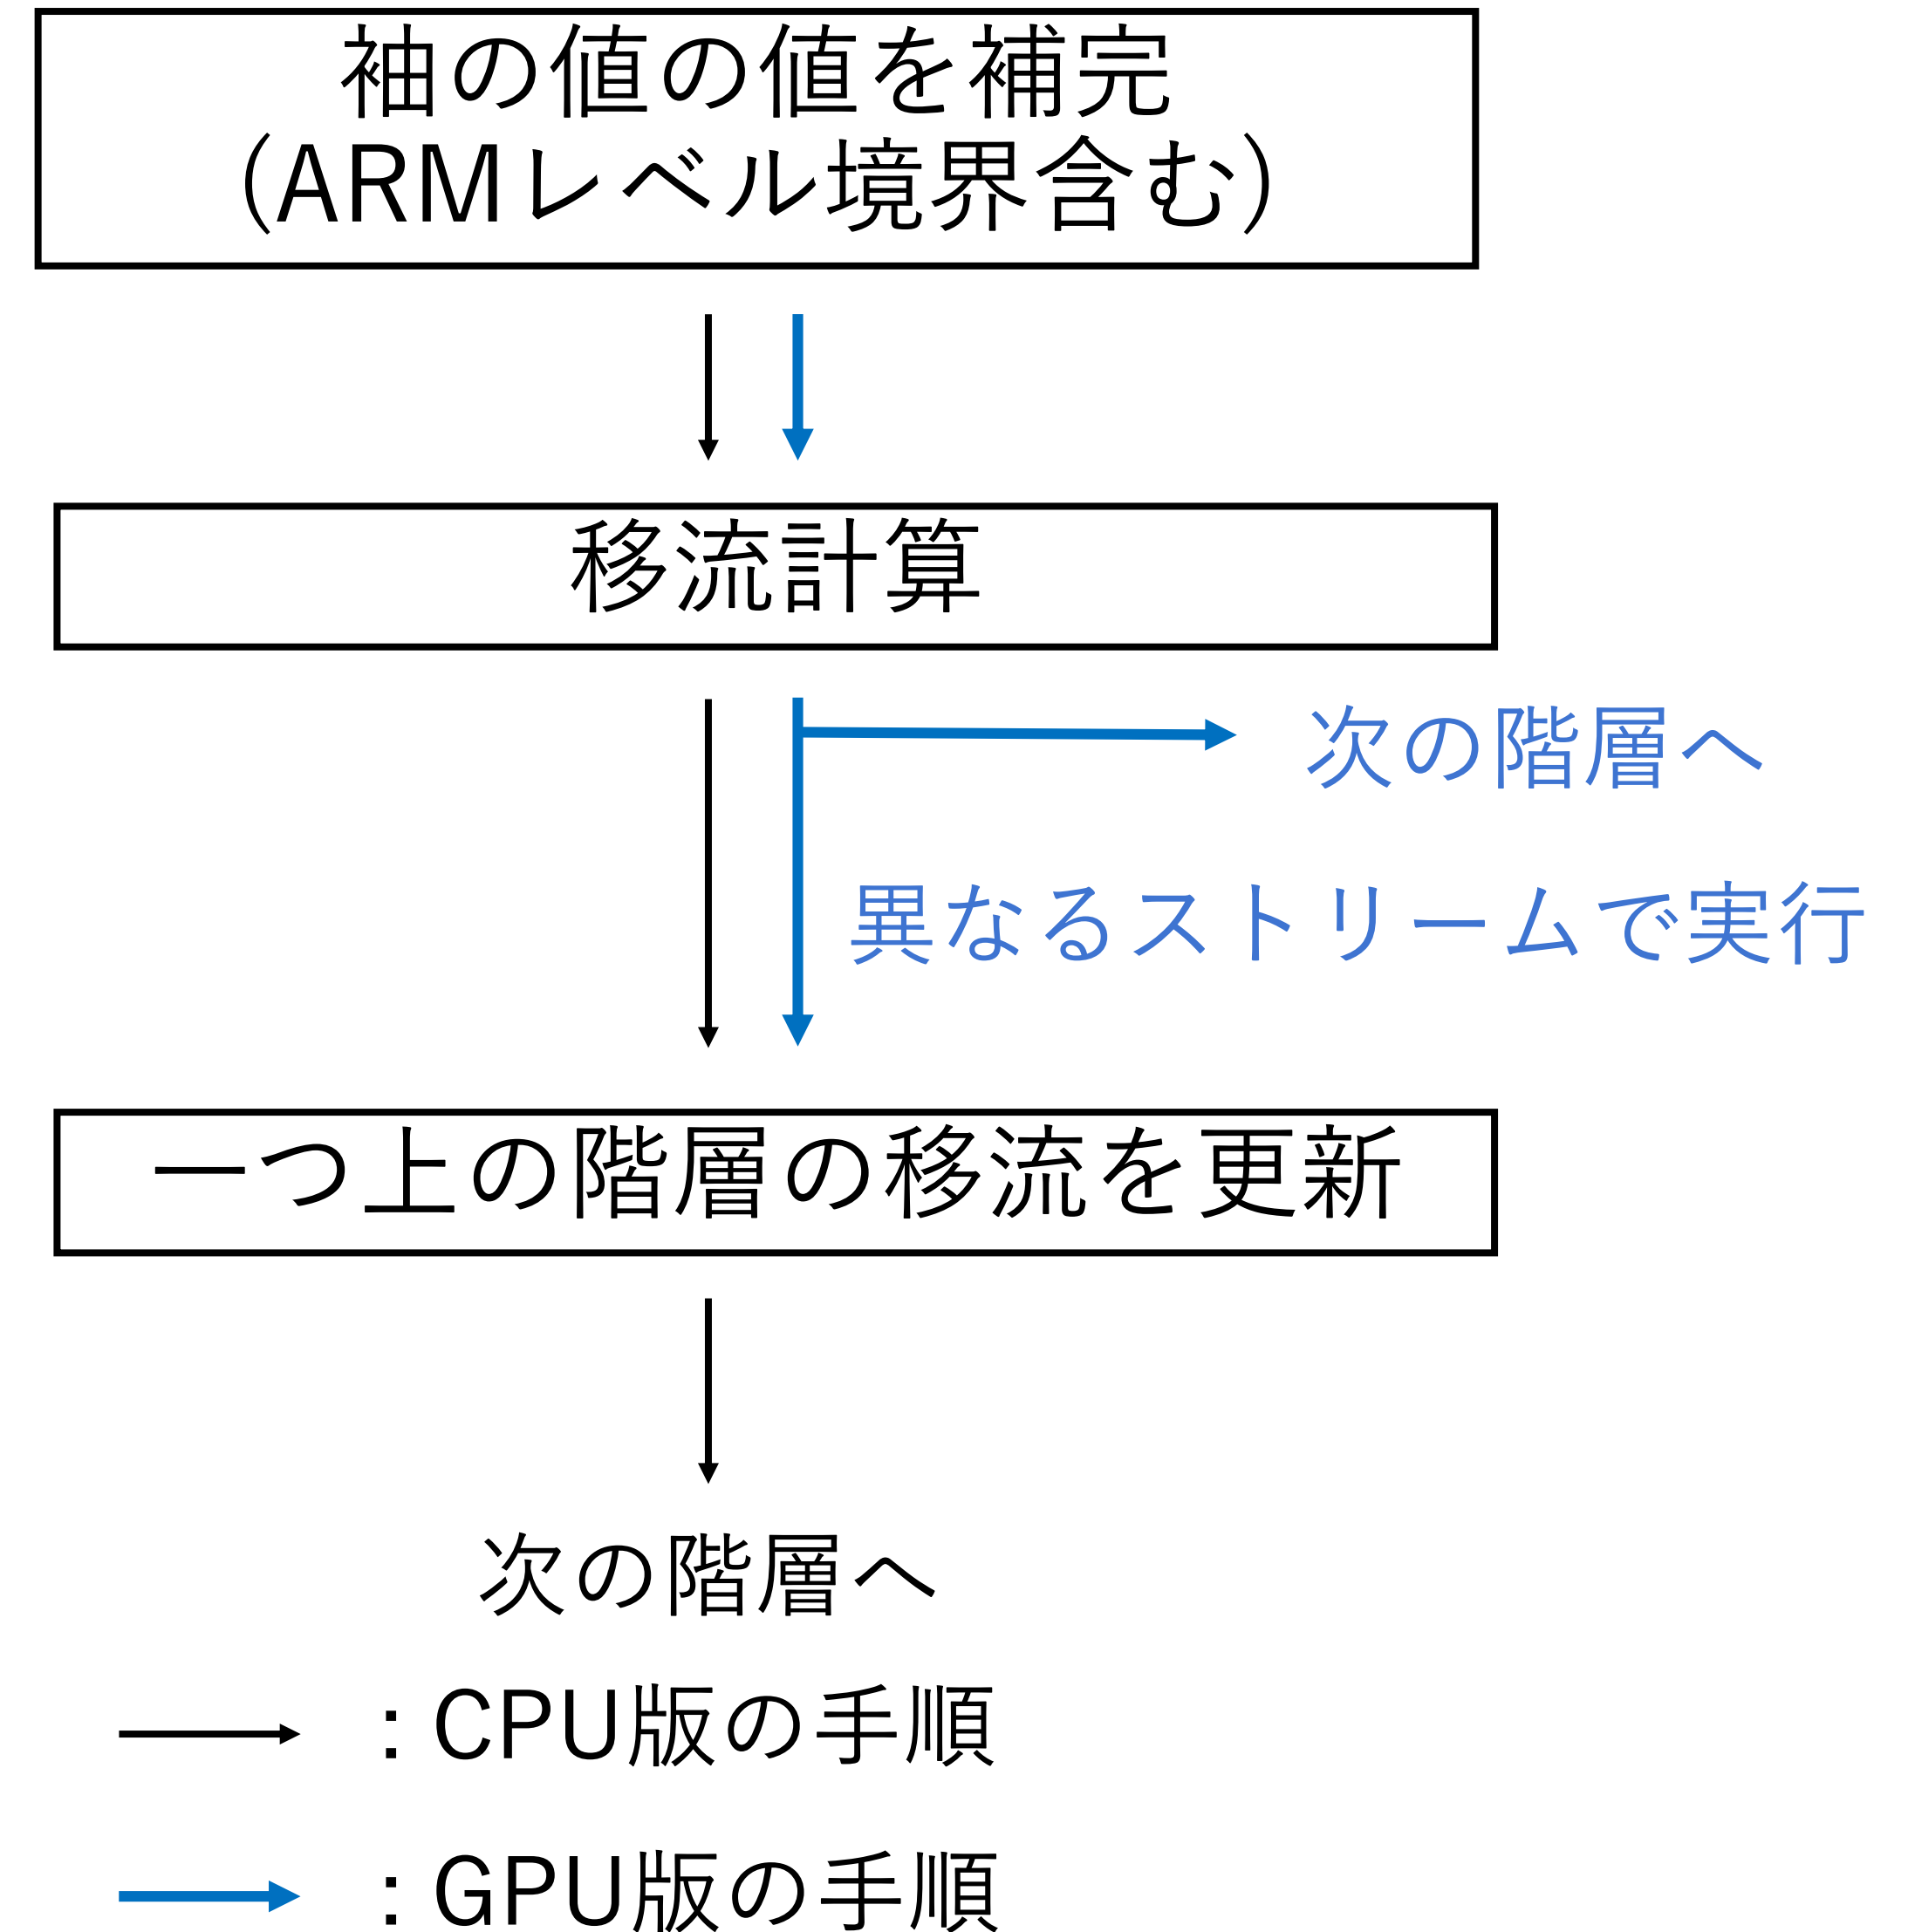 袖の値の値を補完
(ARMレベル境界含む)
移流計算
次の階層へ
異なるストリームで実行
一つ上の階層の移流を更新
次の階層へ
:CPU版の手順
:GPU版の手順